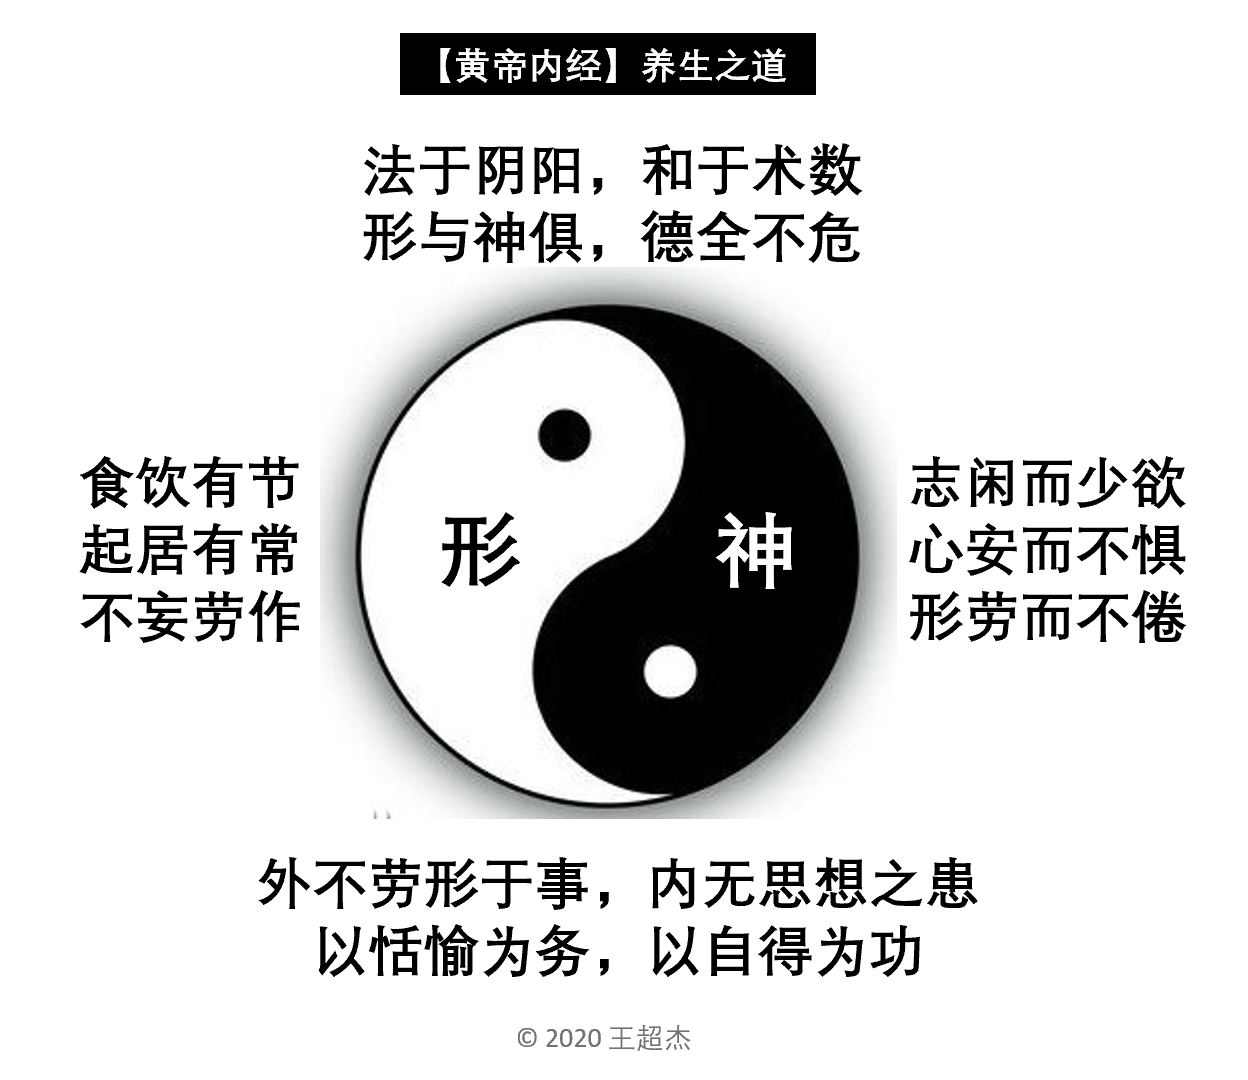 【黄帝内经】养生之道
法于阴阳，和于术数
形与神俱，德全不危
食饮有节
起居有常
不妄劳作
形
神
志闲而少欲
心安而不惧
形劳而不倦
外不劳形于事，内无思想之患
以恬愉为务，以自得为功
© 2020 王超杰